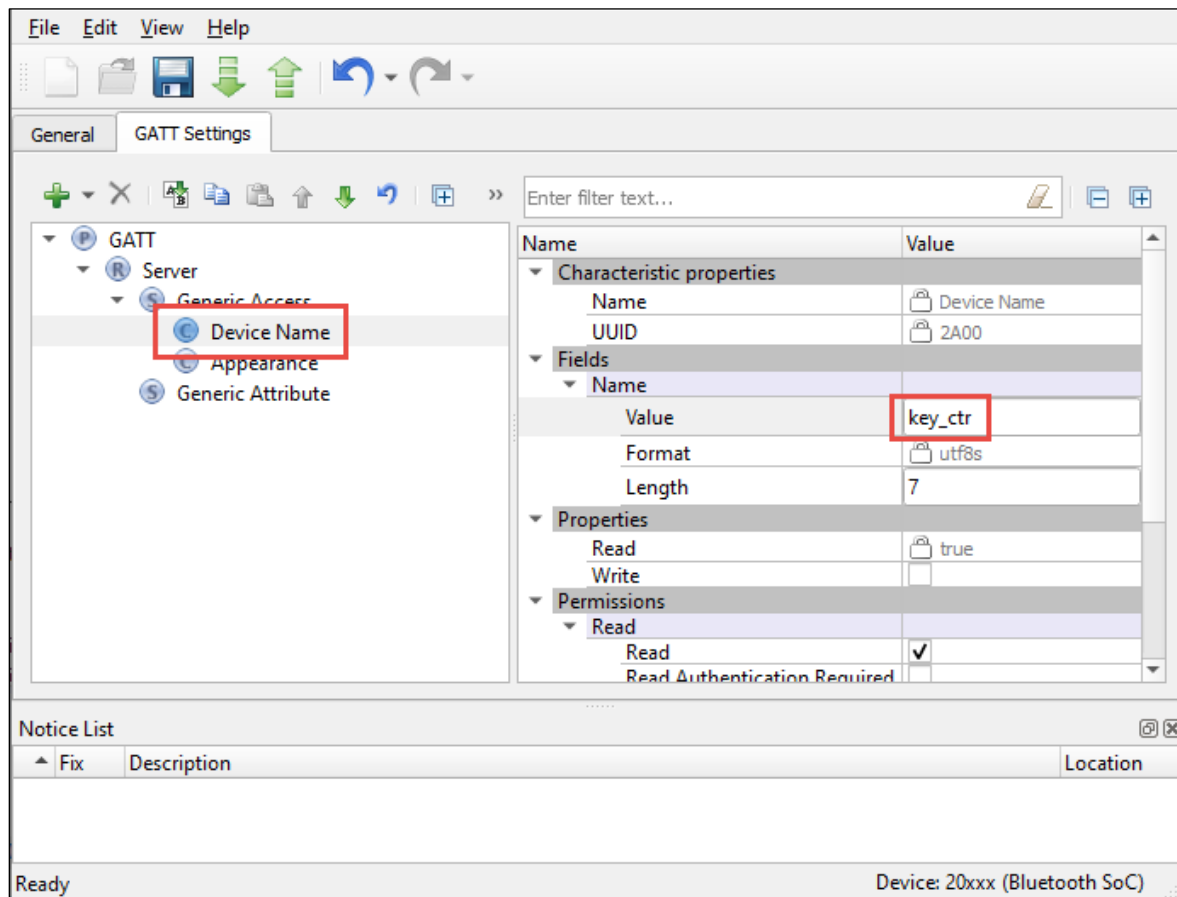 File Edit View Help
General GATT Settings
Enter filter text...
GATT
Server
Generic Access
Device Name
Appearance
Generic Attribute
Name Value
Characteristic properties
Name Device Name
UUID 2A00
Fields
Name
Value key_ctr
Format utf8s
Length 7
Properties
Read true
Write
Permissions
Read
Read
Read Authentication Required
Notice List
Fix Description Location
Ready Device: 20xxx (Bluetooth SoC)